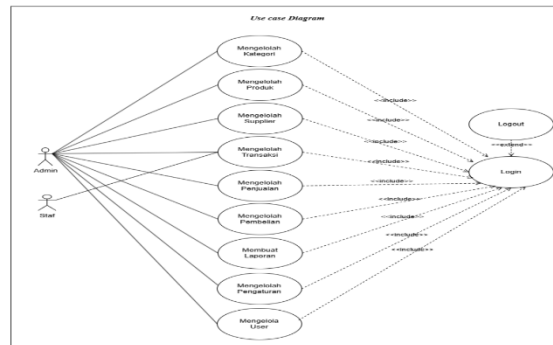 Use case Diagram
Mengelolah
Kategori
Mengelolah
Produk
Mengelolah
Supplier
Mengelolah
Transaksi
Mengelolah
Penjualan
Mengelolah
Pembelian
Membuat
Laporan
Mengelolah
Pengaturan
Mengelola
User
Admin
Staf
<<include>>
<<include>>
<<include>>
<<include>>
<<include>>
<<include>>
<<include>>
<<include>>
<<include>>
Logout
<<extend>>
Login